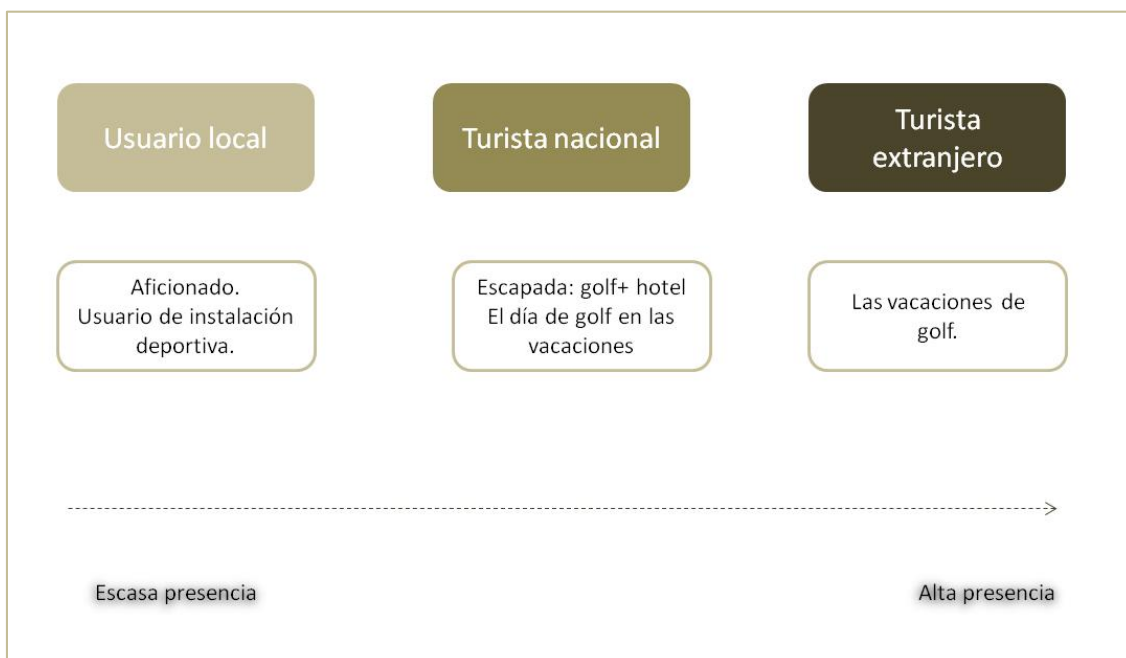 Usuario local
Turista nacional
Turista
extranjero
Aficionado.
Usuario de instalación
deportiva.
Escapada: golf+ hotel
El día de golf en las
vacaciones
Las vacaciones de
golf.
Escasa presencia
Alta presencia